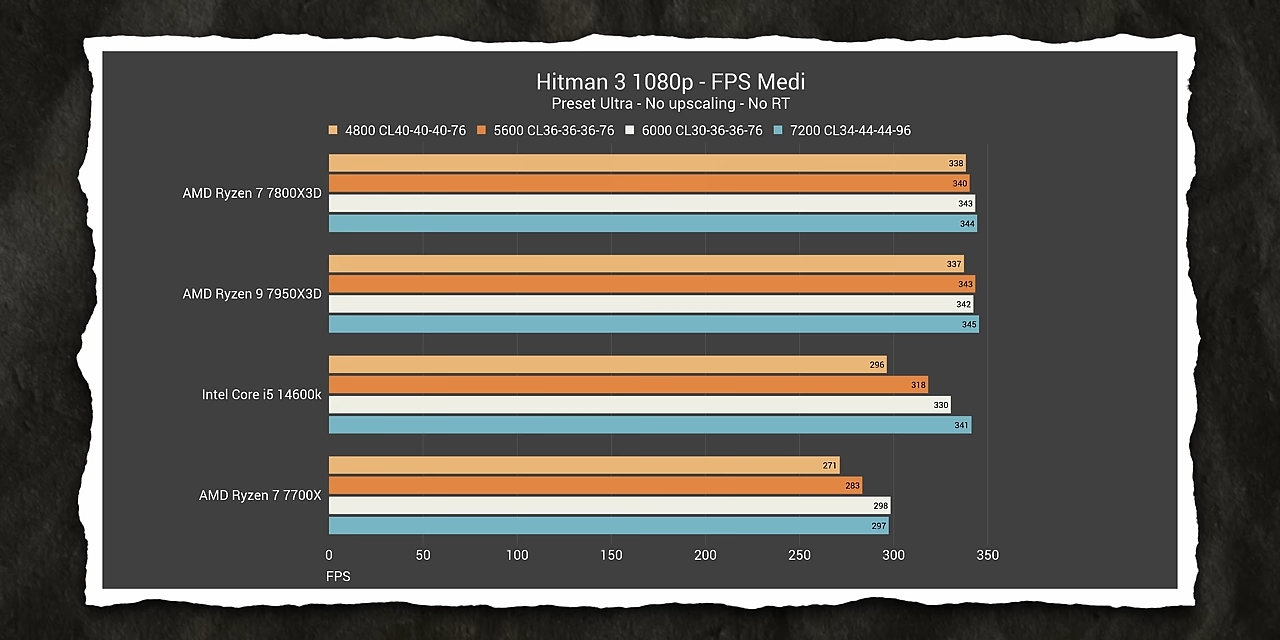 Hitman 3 1080p - FPS Medi
Preset Ultra - No upscaling - No RT
4800 CL40-40-40-76 5600 CL36-36-36-76 6000 CL30-36-36-76 7200 CL34-44-44-96
AMD Ryzen 7 7800X3D
338
340
343
344
AMD Ryzen 9 7950X3D
337
343
342
345
Intel Core i5 14600k
296
318
330
341
AMD Ryzen 7 7700X
271
283
298
297
0 50 100 150 200 250 300 350
FPS